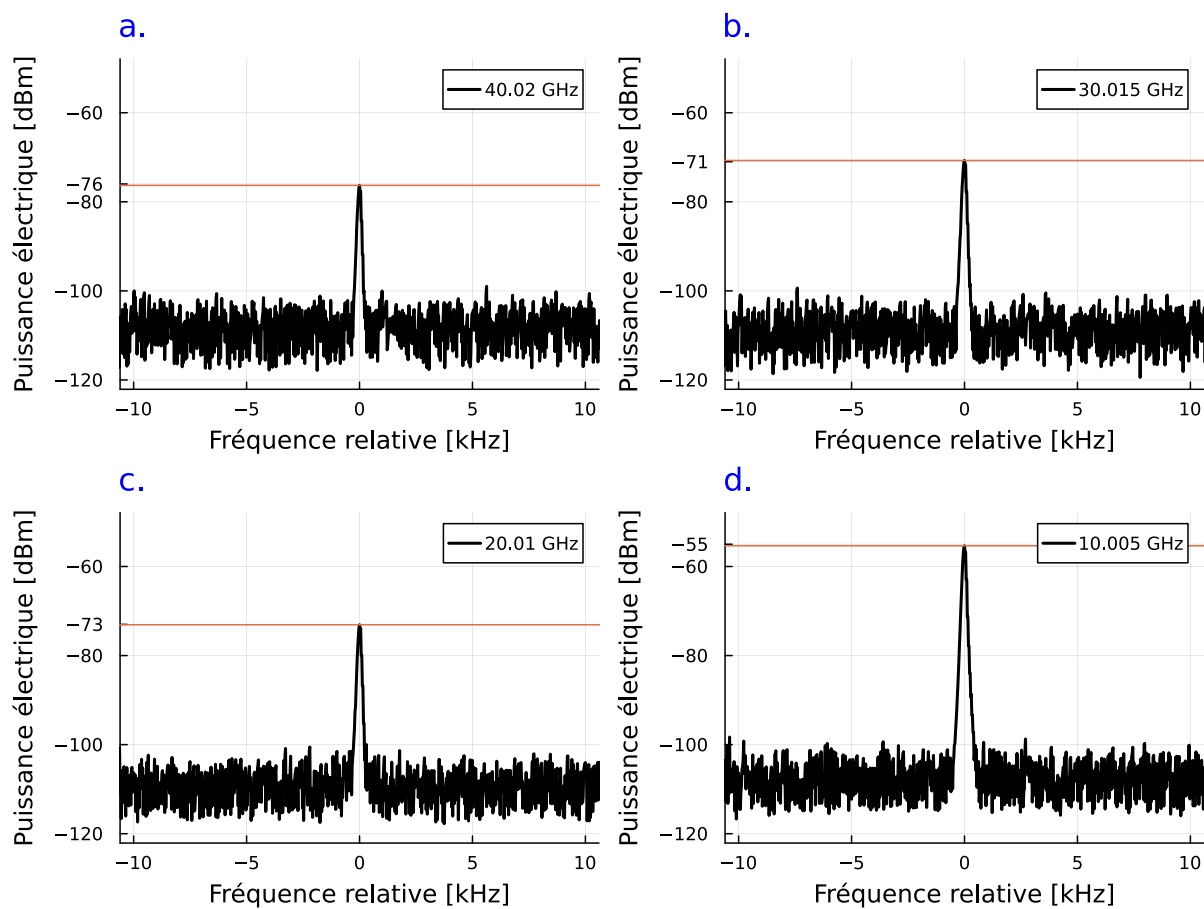 a.
Puissance électrique [dBm]
40.02 GHz
−60
−76
−80
−100
−120
−10 −5 0 5 10
Fréquence relative [kHz]
b.
Puissance électrique [dBm]
30.015 GHz
−60
−71
−80
−100
−120
−10 −5 0 5 10
Fréquence relative [kHz]
c.
Puissance électrique [dBm]
20.01 GHz
−60
−73
−80
−100
−120
−10 −5 0 5 10
Fréquence relative [kHz]
d.
Puissance électrique [dBm]
10.005 GHz
−55
−60
−80
−100
−120
−10 −5 0 5 10
Fréquence relative [kHz]